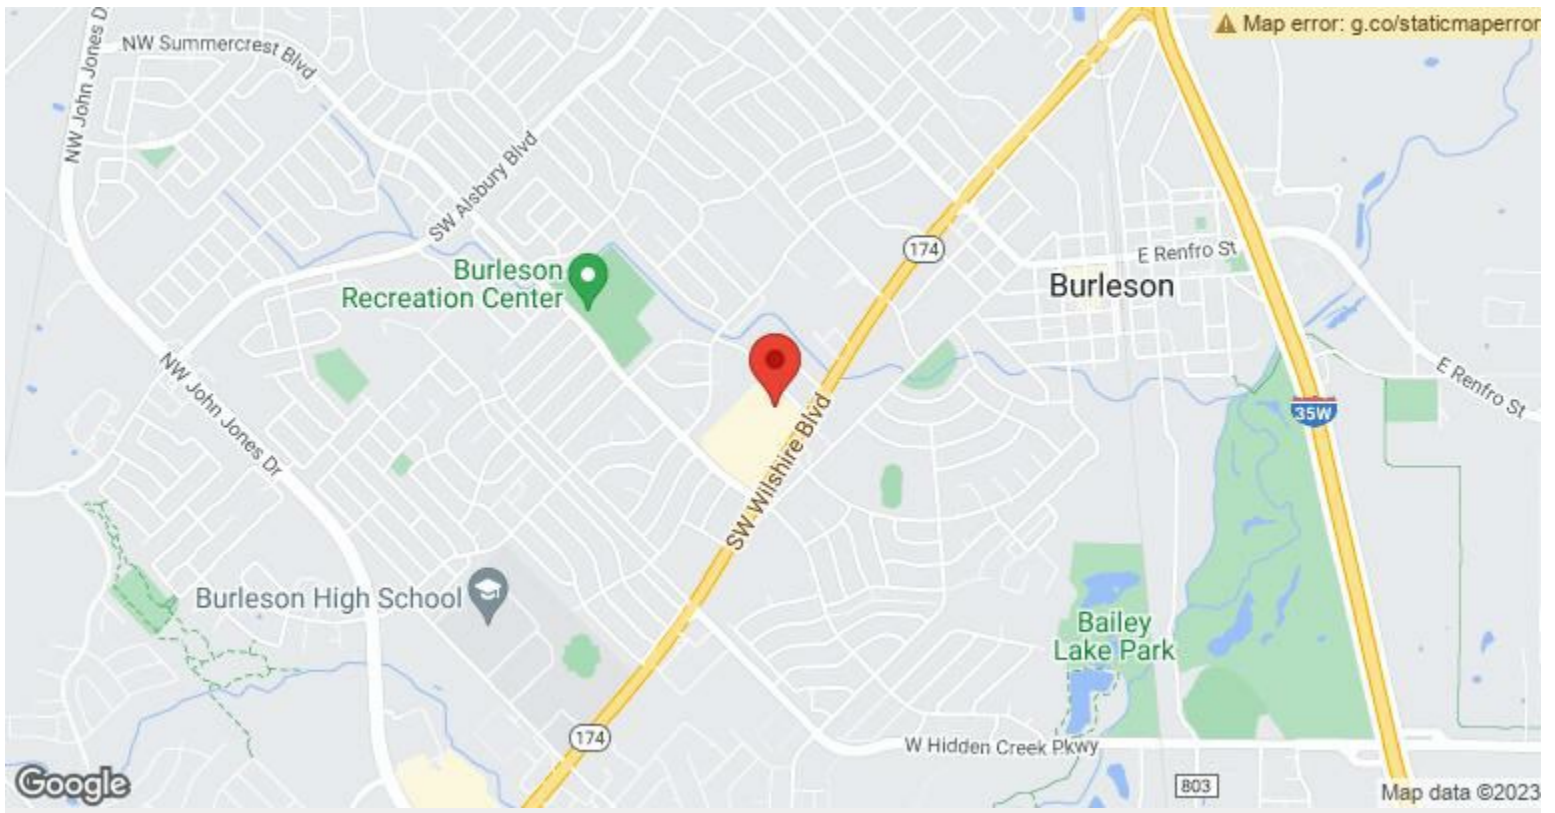 Map error: g.co/staticmaperror
NW Summercrest Blvd
NW John Jones D
SW Alsbury Blvd
174
E Renfro St
Burleson
Recreation Center
Burleson
NW John Jones Dr
E Renfro St
35W
SW Wilshire Blvd
Burleson High School
Bailey
Lake Park
174
W Hidden Creek Pkwy
803
Google
Map data ©2023